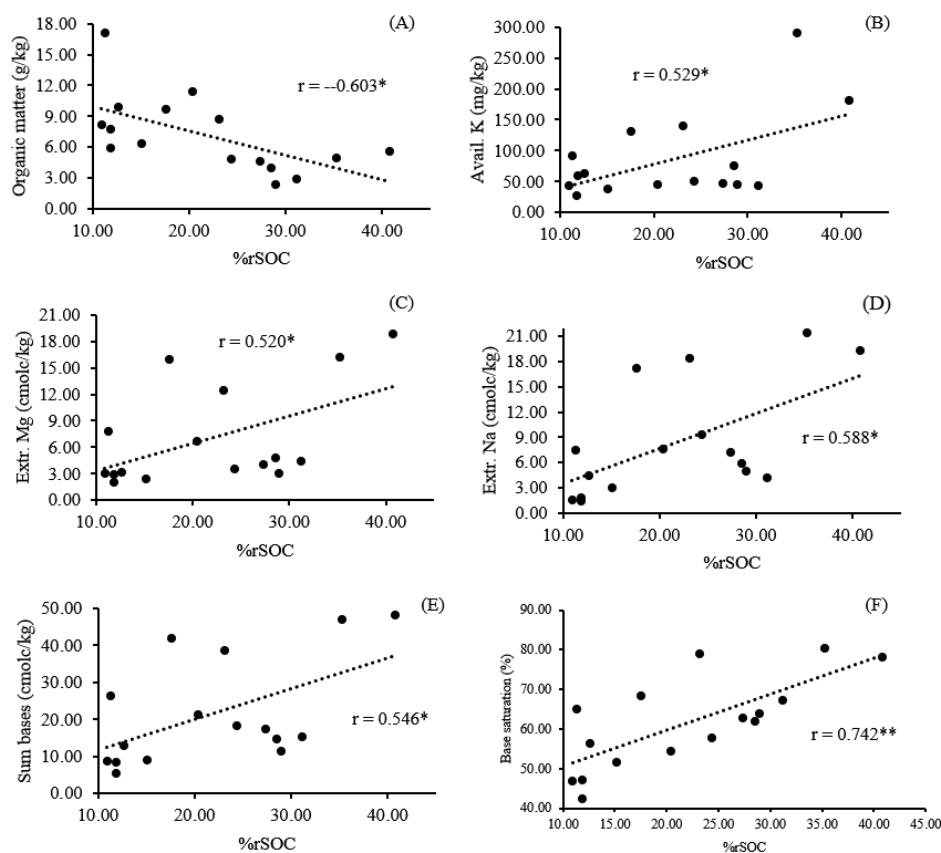 (A)
Organic matter (g/kg)
18.00
15.00
12.00
9.00
6.00
3.00
0.00
r = --0.603*
10.00 20.00 30.00 40.00
%rSOC
(B)
Avail. K (mg/kg)
300.00
250.00
200.00
150.00
100.00
50.00
0.00
r = 0.529*
10.00 20.00 30.00 40.00
%rSOC
(C)
Extr. Mg (cmolc/kg)
21.00
18.00
15.00
12.00
9.00
6.00
3.00
0.00
r = 0.520*
10.00 20.00 30.00 40.00
%rSOC
(D)
Extr. Na (cmolc/kg)
21.00
18.00
15.00
12.00
9.00
6.00
3.00
0.00
r = 0.588*
10.00 20.00 30.00 40.00
%rSOC
(E)
Sum bases (cmolc/kg)
50.00
40.00
30.00
20.00
10.00
0.00
r = 0.546*
10.00 20.00 30.00 40.00
%rSOC
(F)
Base saturation (%)
90.00
80.00
70.00
60.00
50.00
40.00
r = 0.742**
10.00 15.00 20.00 25.00 30.00 35.00 40.00 45.00
%rSOC